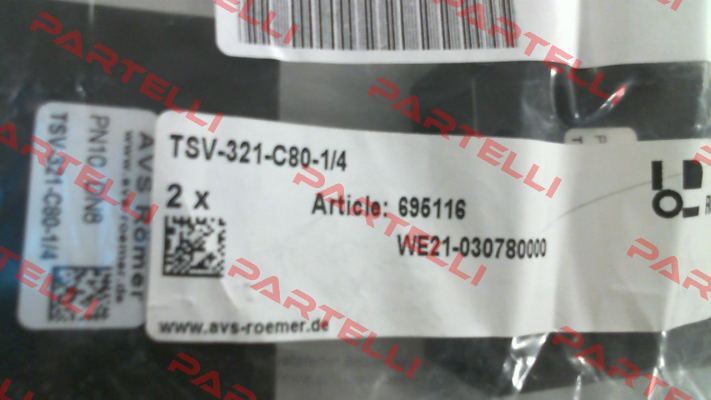 TSV-321-C80-1/4
2 x
Article: 695116
WE21-030780000
www.avs-roemer.de
AVS Römer
www.avs-roemer.de
PN10 DN8
TSV-321-C80-1/4
PARTELLI
PARTELLI
PARTELLI
PARTELLI
PARTELLI
PARTELLI
PARTELLI
PARTELLI